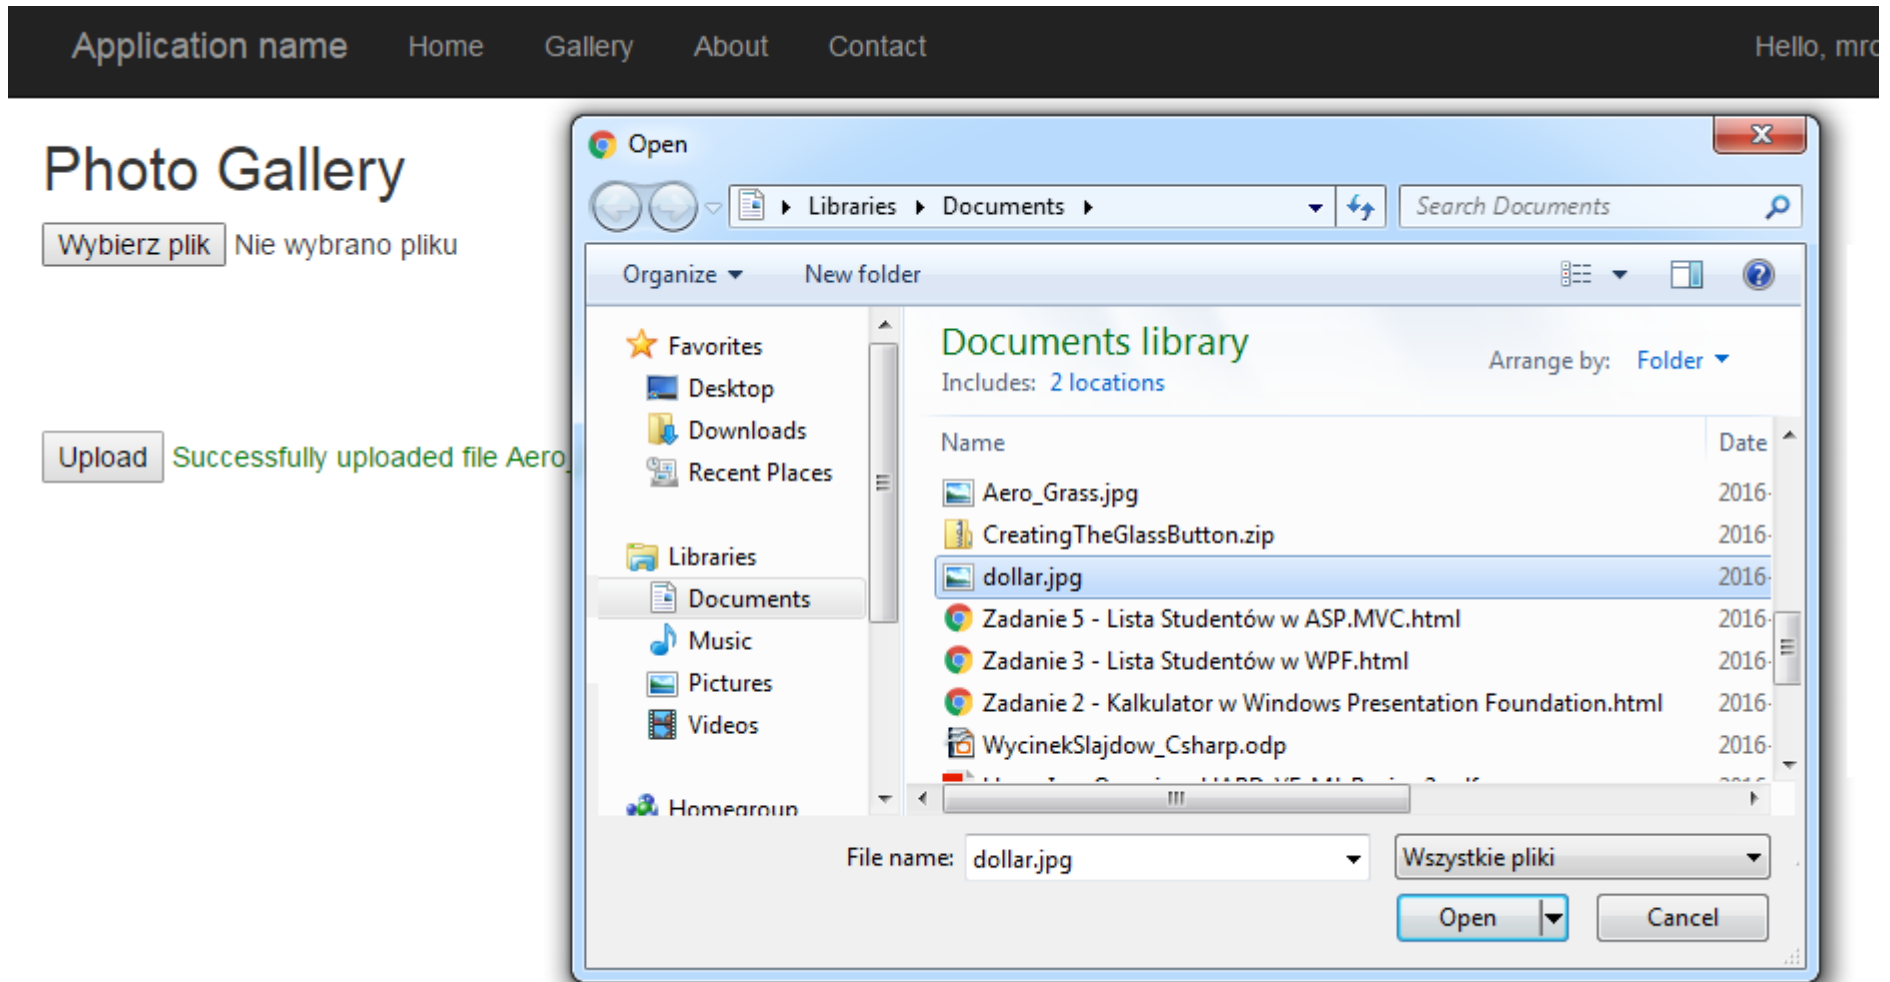 Application name Home Gallery About Contact Hello, mro
Photo Gallery
Wybierz plik Nie wybrano pliku
Upload Successfully uploaded file Aero_
Open
Libraries Documents Search Documents
Organize New folder
Favorites
Desktop
Downloads
Recent Places
Libraries
Documents
Music
Pictures
Videos
Homegroup
Documents library
Includes: 2 locations
Arrange by: Folder
Name Date
Aero_Grass.jpg 2016-
CreatingTheGlassButton.zip 2016-
dollar.jpg 2016-
Zadanie 5 - Lista Studentów w ASP.MVC.html 2016-
Zadanie 3 - Lista Studentów w WPF.html 2016-
Zadanie 2 - Kalkulator w Windows Presentation Foundation.html 2016-
WycinekSlajdow_Csharp.odp 2016-
File name: dollar.jpg Wszystkie pliki
Open Cancel